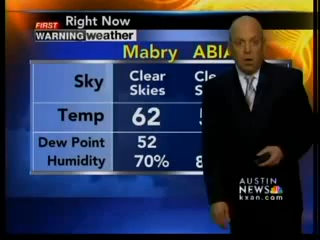 Right Now
FIRST
WARNING weather
Mabry ABIA
Sky Clear Skies
Temp 62
Dew Point 52
Humidity 70% 8
AUSTIN
NEWS
kxan.com